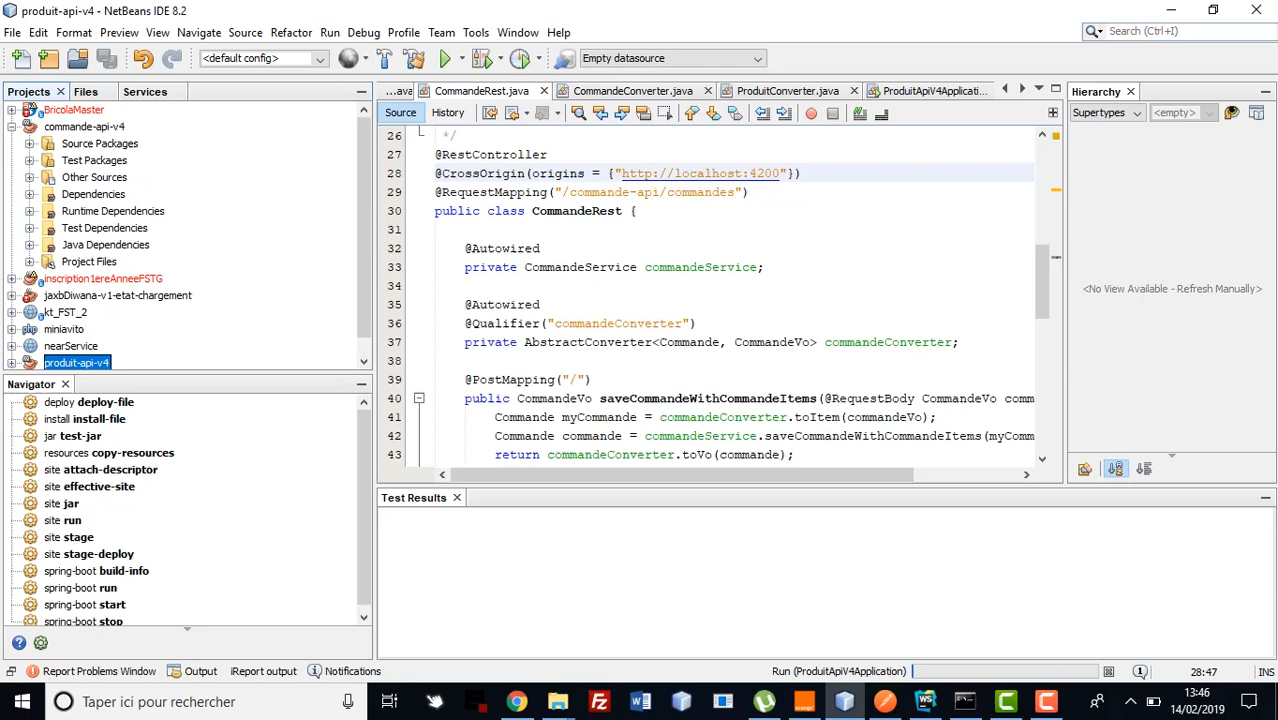 produit-api-v4 - NetBeans IDE 8.2
File Edit Format Preview View Navigate Source Refactor Run Debug Profile Team Tools Window Help
Search (Ctrl+I)
<default config>
Empty datasource
Projects Files Services
...ava CommandeRest.java CommandeConverter.java ProduitConverter.java ProduitApiV4Applicati...
Hierarchy
Source History
Supertypes <empty>
BricolaMaster
commande-api-v4
Source Packages
Test Packages
Other Sources
Dependencies
Runtime Dependencies
Test Dependencies
Java Dependencies
Project Files
inscription1ereAnneeFSTG
jaxbDiwana-v1-etat-chargement
kt_FST_2
miniavito
nearService
produit-api-v4
26 */
27 @RestController
28 @CrossOrigin(origins = {"http://localhost:4200"})
29 @RequestMapping("/commande-api/commandes")
30 public class CommandeRest {
31
32 @Autowired
33 private CommandeService commandeService;
34
35 @Autowired
36 @Qualifier("commandeConverter")
37 private AbstractConverter<Commande, CommandeVo> commandeConverter;
38
39 @PostMapping("/")
40 public CommandeVo saveCommandeWithCommandeItems(@RequestBody CommandeVo comm
41 Commande myCommande = commandeConverter.toItem(commandeVo);
42 Commande commande = commandeService.saveCommandeWithCommandeItems(myComm
43 return commandeConverter.toVo(commande);
<No View Available - Refresh Manually>
Navigator
deploy deploy-file
install install-file
jar test-jar
resources copy-resources
site attach-descriptor
site effective-site
site jar
site run
site stage
site stage-deploy
spring-boot build-info
spring-boot run
spring-boot start
spring-boot stop
Test Results
Report Problems Window Output iReport output Notifications
Run (ProduitApiV4Application)
28:47 INS
Taper ici pour rechercher
13:46
14/02/2019